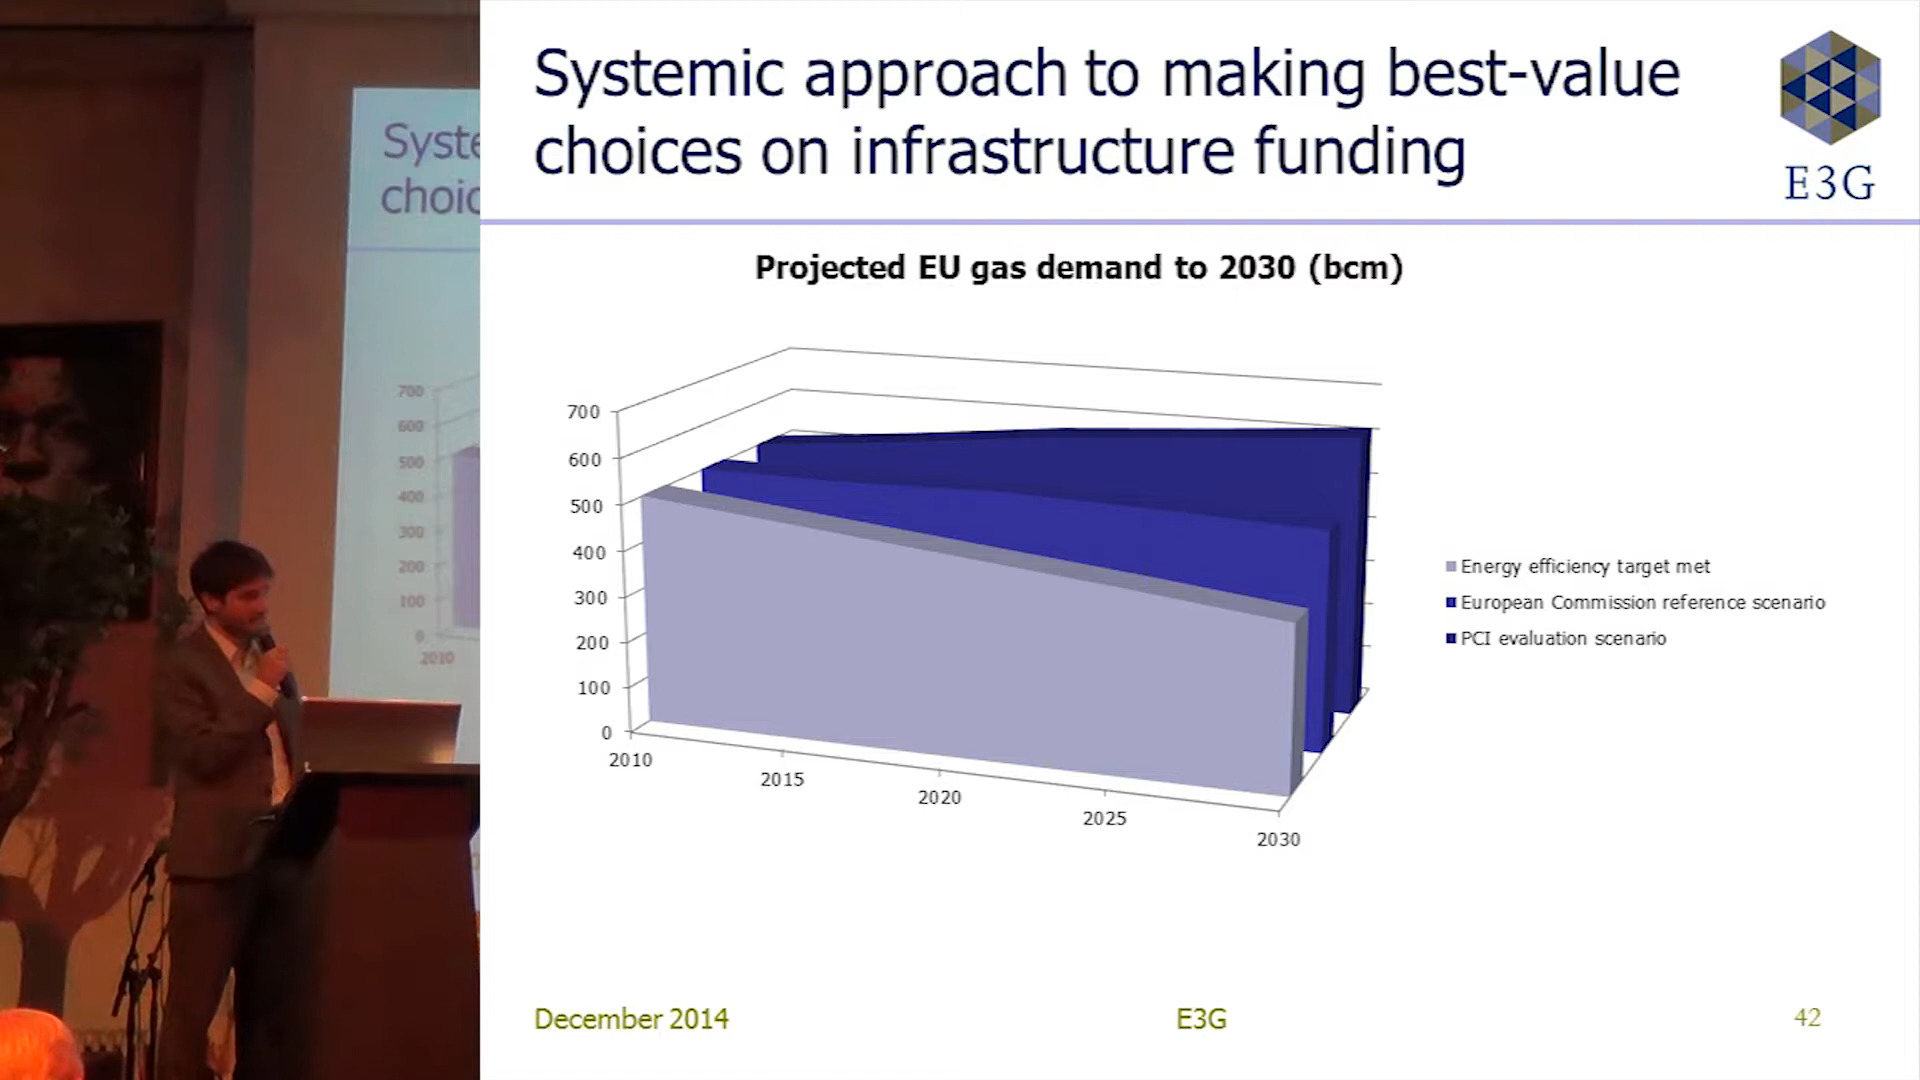 Syste
choic
700
600
500
400
300
200
100
0
2010
Systemic approach to making best-value
choices on infrastructure funding
E3G
Projected EU gas demand to 2030 (bcm)
700
600
500
400
300
200
100
0
2010
2015
2020
2025
2030
Energy efficiency target met
European Commission reference scenario
PCI evaluation scenario
December 2014
E3G
42